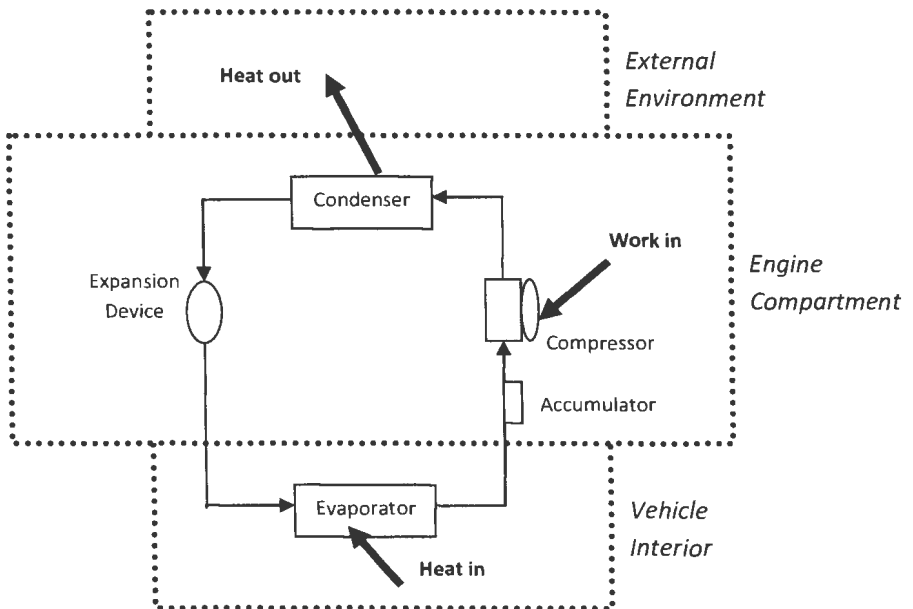 Heat out
External
Environment
Condenser
Work in
Engine
Compartment
Expansion
Device
Compressor
Accumulator
Evaporator
Vehicle
Interior
Heat in